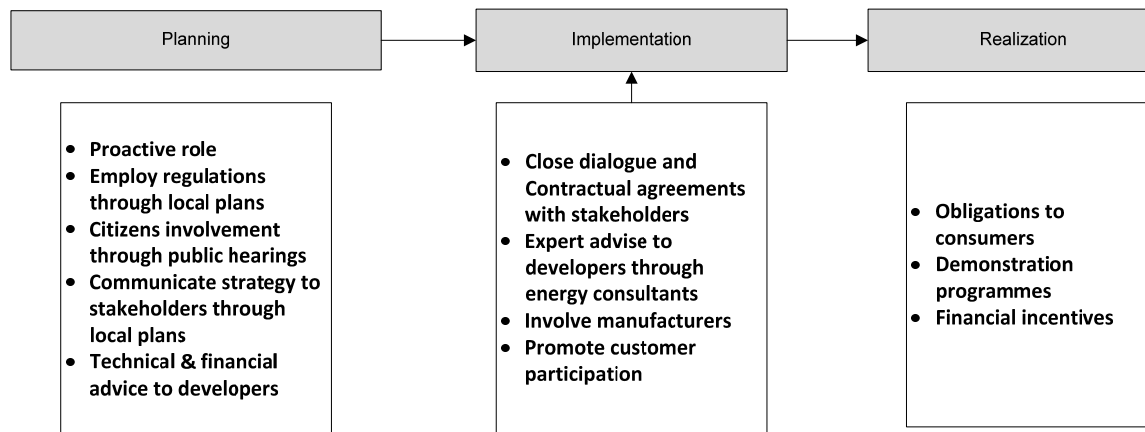 Planning
Implementation
Realization
• Proactive role
• Employ regulations
through local plans
• Citizens involvement
through public hearings
• Communicate strategy to
stakeholders through
local plans
• Technical & financial
advice to developers
• Close dialogue and
Contractual agreements
with stakeholders
• Expert advise to
developers through
energy consultants
• Involve manufacturers
• Promote customer
participation
• Obligations to
consumers
• Demonstration
programmes
• Financial incentives